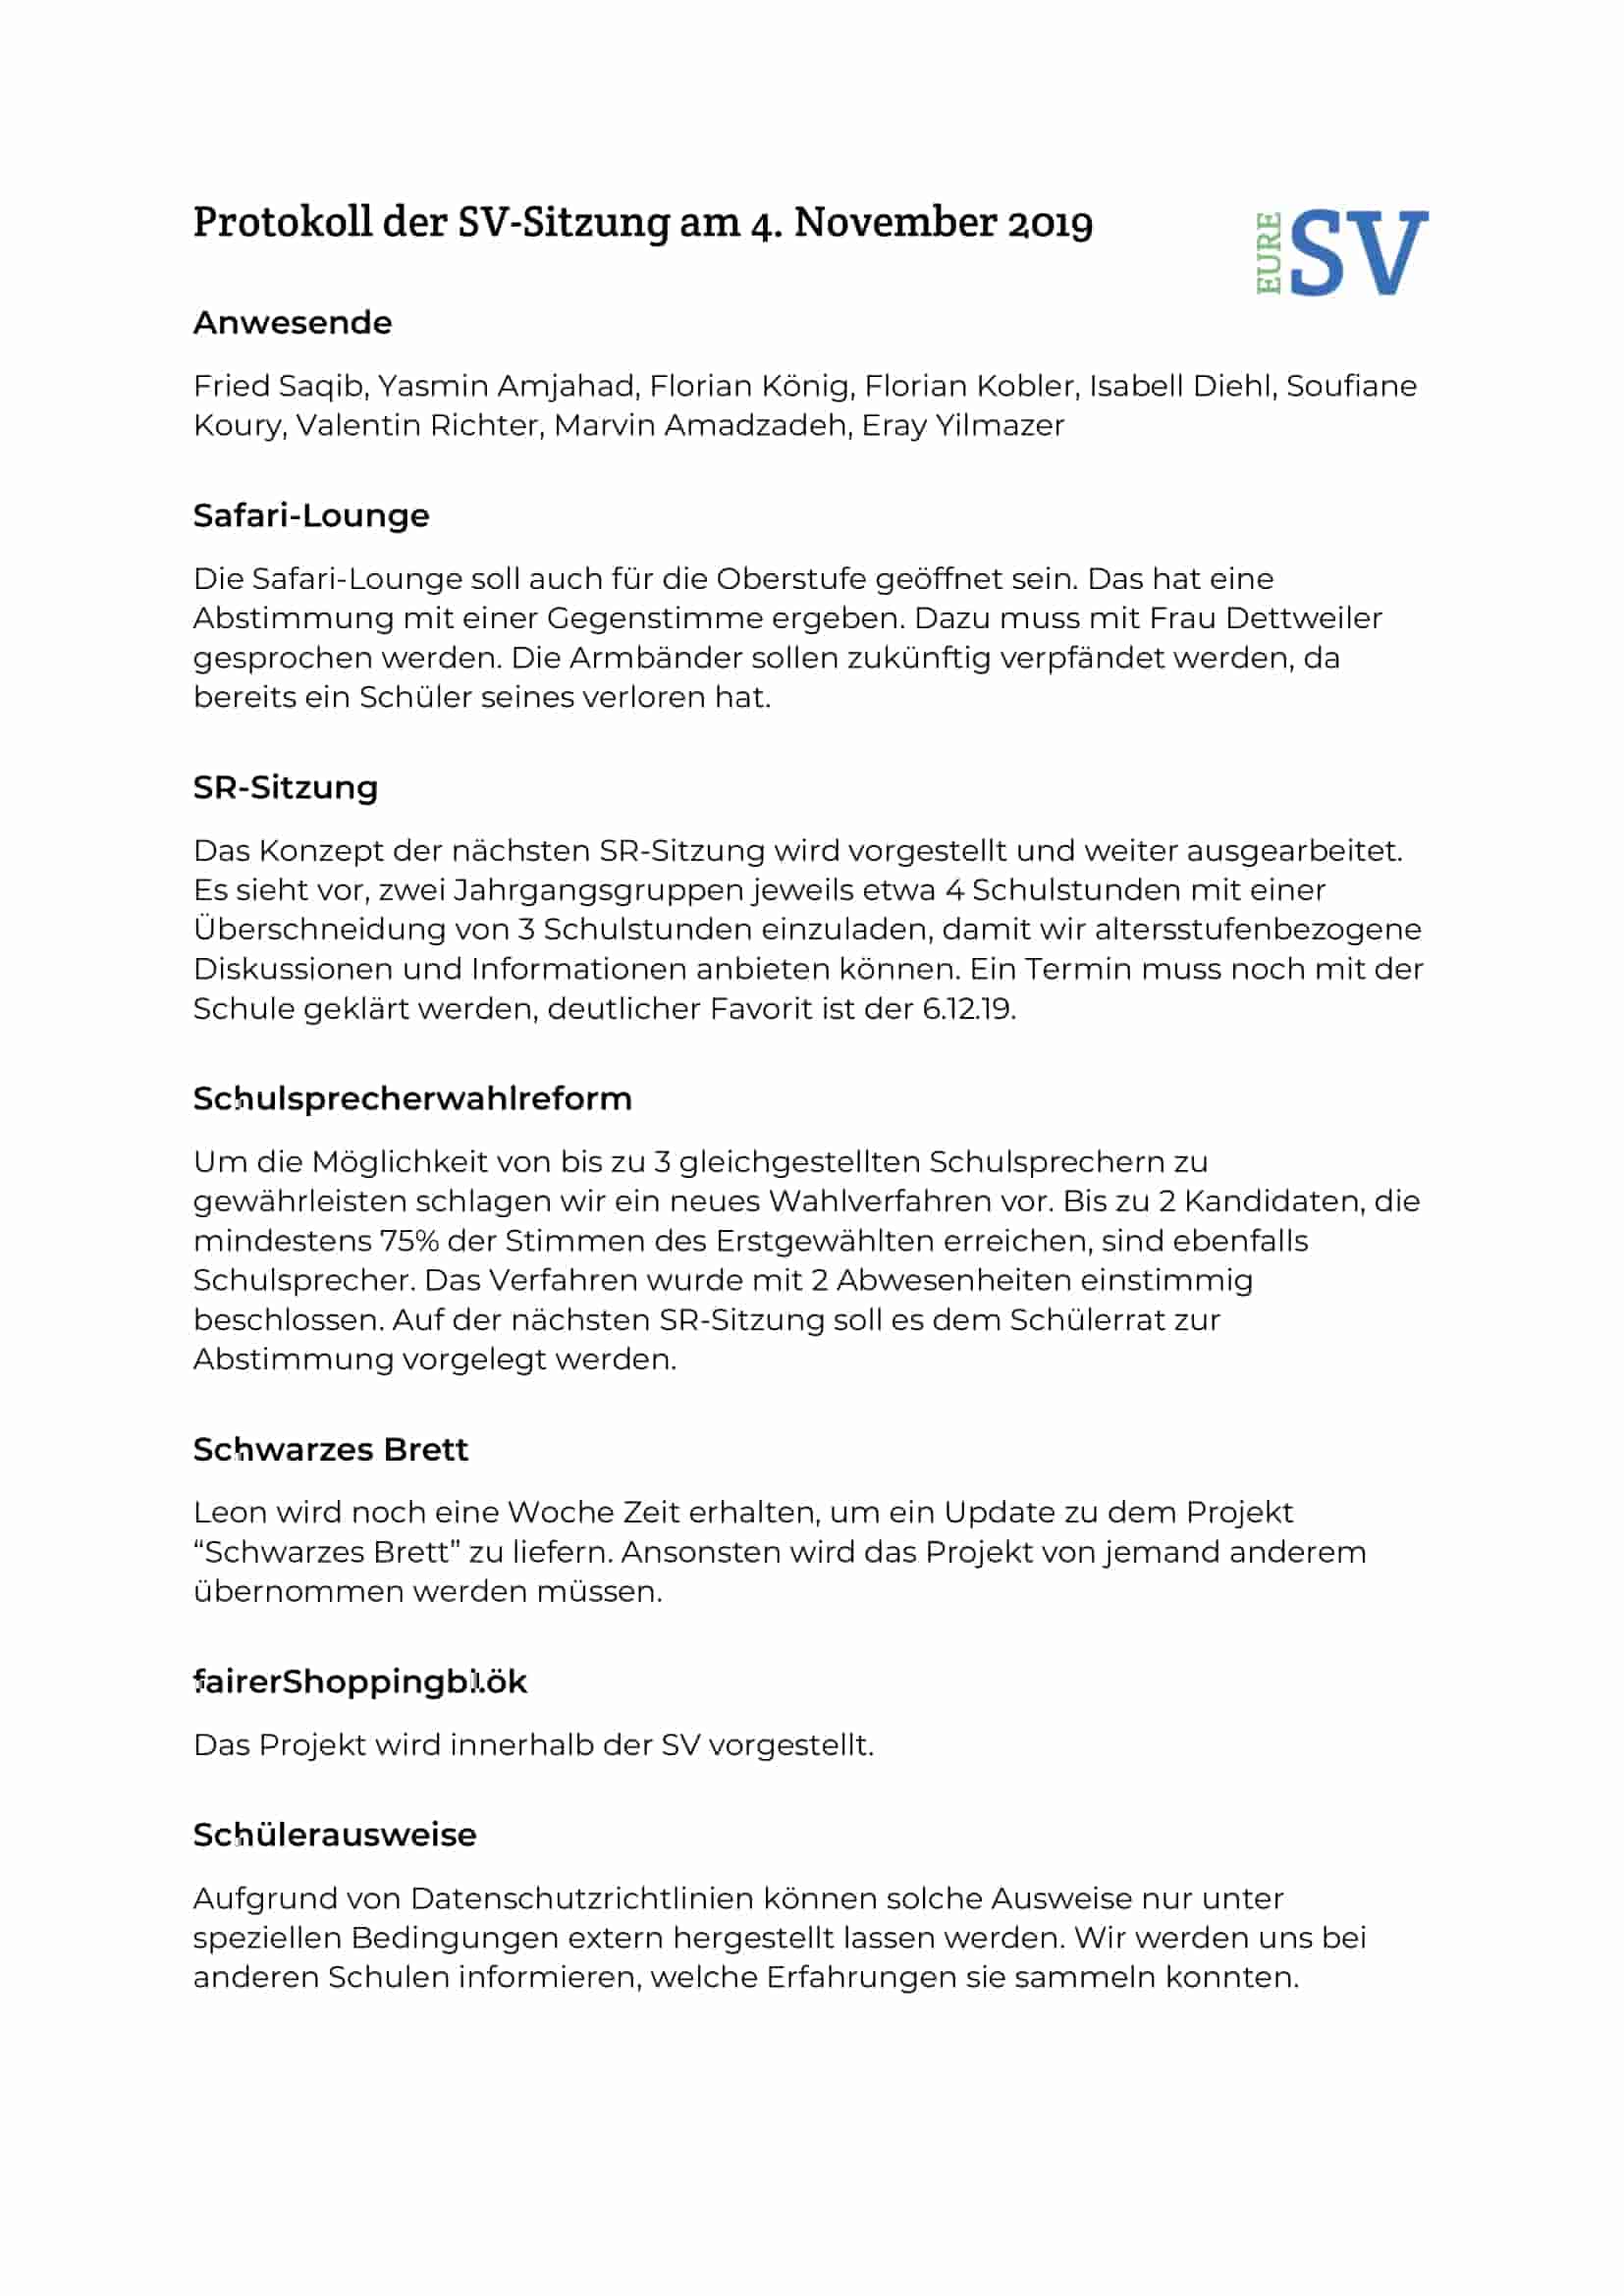 Protokoll der SV-Sitzung am 4. November 2019
EURE SV
Anwesende
Fried Saqib, Yasmin Amjahad, Florian König, Florian Kobler, Isabell Diehl, Soufiane
Koury, Valentin Richter, Marvin Amadzadeh, Eray Yilmazer
Safari-Lounge
Die Safari-Lounge soll auch für die Oberstufe geöffnet sein. Das hat eine
Abstimmung mit einer Gegenstimme ergeben. Dazu muss mit Frau Dettweiler
gesprochen werden. Die Armbänder sollen zukünftig verpfändet werden, da
bereits ein Schüler seines verloren hat.
SR-Sitzung
Das Konzept der nächsten SR-Sitzung wird vorgestellt und weiter ausgearbeitet.
Es sieht vor, zwei Jahrgangsgruppen jeweils etwa 4 Schulstunden mit einer
Überschneidung von 3 Schulstunden einzuladen, damit wir altersstufenbezogene
Diskussionen und Informationen anbieten können. Ein Termin muss noch mit der
Schule geklärt werden, deutlicher Favorit ist der 6.12.19.
Schulsprecherwahlreform
Um die Möglichkeit von bis zu 3 gleichgestellten Schulsprechern zu
gewährleisten schlagen wir ein neues Wahlverfahren vor. Bis zu 2 Kandidaten, die
mindestens 75% der Stimmen des Erstgewählten erreichen, sind ebenfalls
Schulsprecher. Das Verfahren wurde mit 2 Abwesenheiten einstimmig
beschlossen. Auf der nächsten SR-Sitzung soll es dem Schülerrat zur
Abstimmung vorgelegt werden.
Schwarzes Brett
Leon wird noch eine Woche Zeit erhalten, um ein Update zu dem Projekt
“Schwarzes Brett” zu liefern. Ansonsten wird das Projekt von jemand anderem
übernommen werden müssen.
Das Projekt wird innerhalb der SV vorgestellt.
Schülerausweise
Aufgrund von Datenschutzrichtlinien können solche Ausweise nur unter
speziellen Bedingungen extern hergestellt lassen werden. Wir werden uns bei
anderen Schulen informieren, welche Erfahrungen sie sammeln konnten.